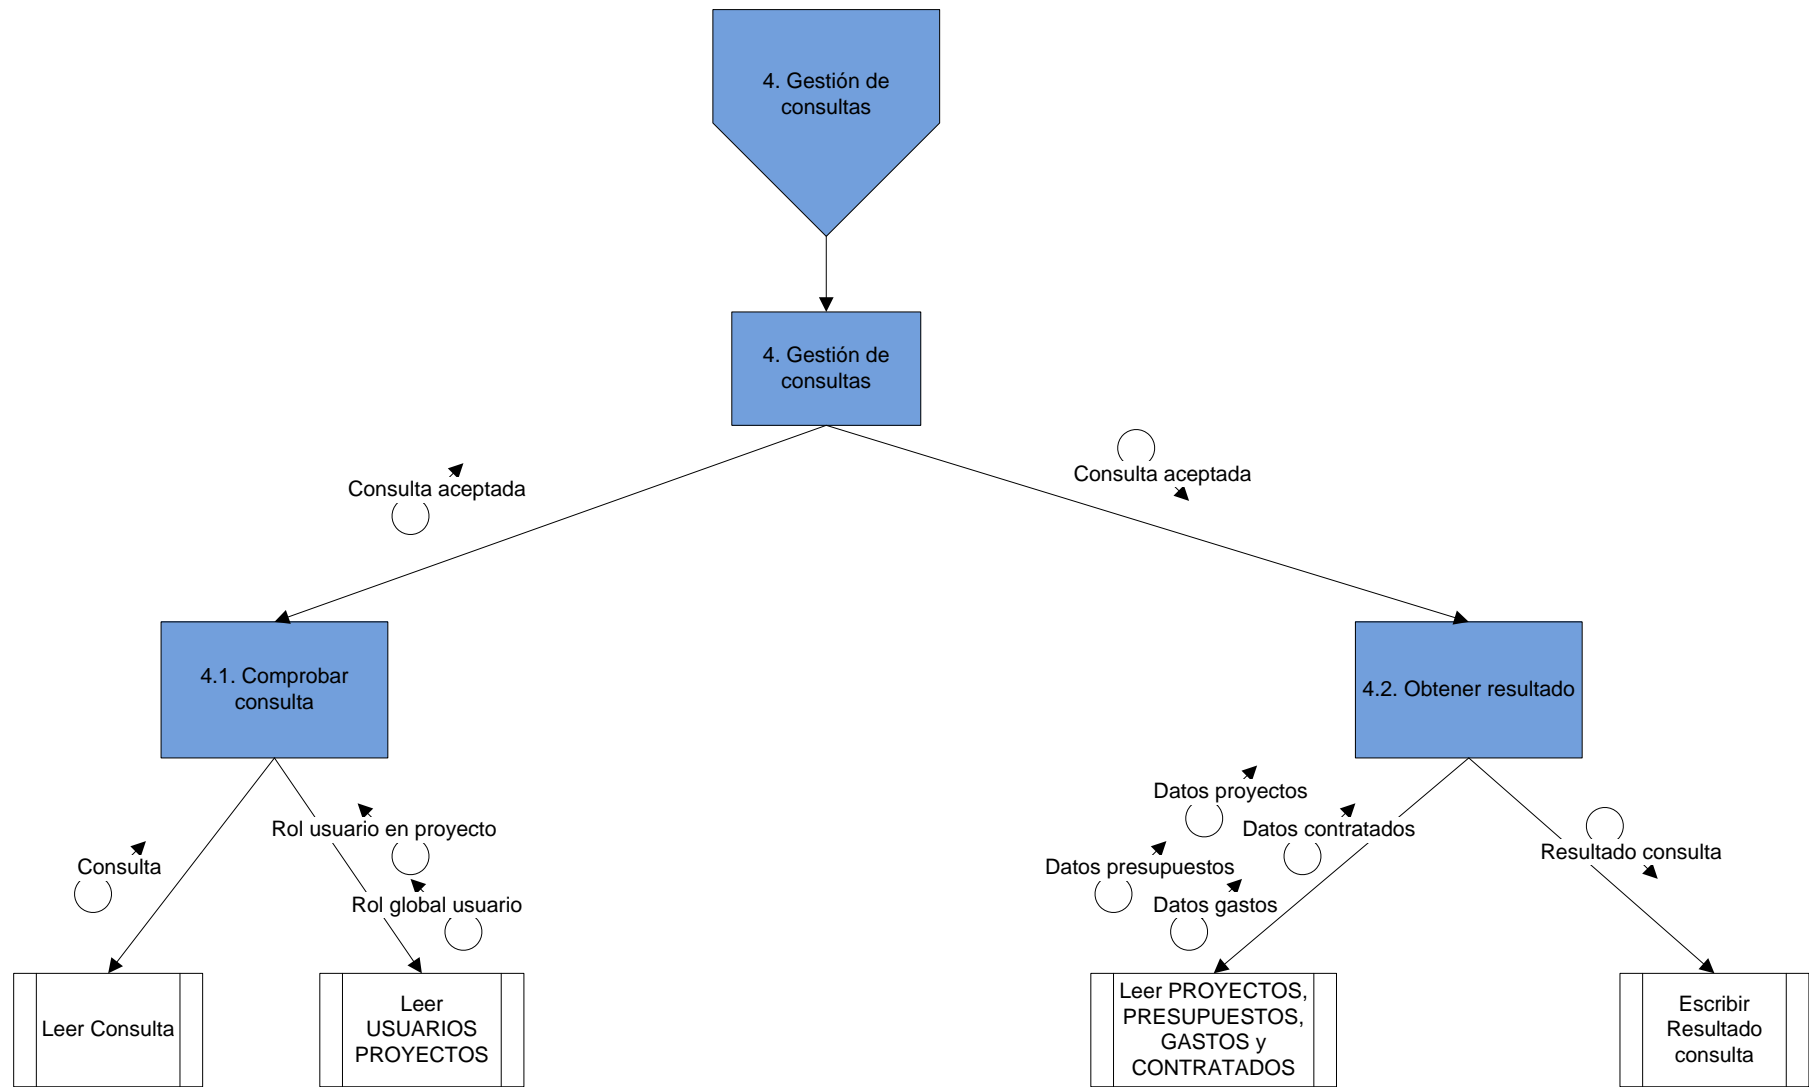 4. Gestión de
consultas
4. Gestión de
consultas
Consulta aceptada
Consulta aceptada
4.1. Comprobar
consulta
4.2. Obtener resultado
Datos proyectos
Rol usuario en proyecto
Datos contratados
Consulta
Datos presupuestos
Resultado consulta
Rol global usuario
Datos gastos
Leer Consulta
Leer
USUARIOS
PROYECTOS
Leer PROYECTOS,
PRESUPUESTOS,
GASTOS y
CONTRATADOS
Escribir
Resultado
consulta